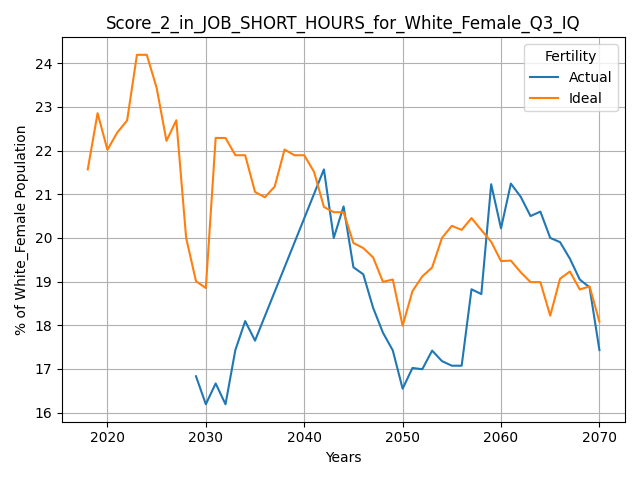 Score_2_in_JOB_SHORT_HOURS_for_White_Female_Q3_IQ
Fertility
Actual
Ideal
% of White_Female Population
24
23
22
21
20
19
18
17
16
2020 2030 2040 2050 2060 2070
Years